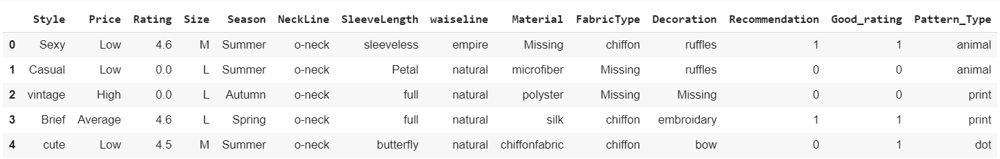 Style Price Rating Size Season NeckLine SleeveLength waiseline Material FabricType Decoration Recommendation Good_rating Pattern_Type
0 Sexy Low 4.6 M Summer o-neck sleeveless empire Missing chiffon ruffles 1 1 animal
1 Casual Low 0.0 L Summer o-neck Petal natural microfiber Missing ruffles 0 0 animal
2 vintage High 0.0 L Autumn o-neck full natural polyster Missing Missing 0 0 print
3 Brief Average 4.6 L Spring o-neck full natural silk chiffon embroidary 1 1 print
4 cute Low 4.5 M Summer o-neck butterfly natural chiffonfabric chiffon bow 0 1 dot